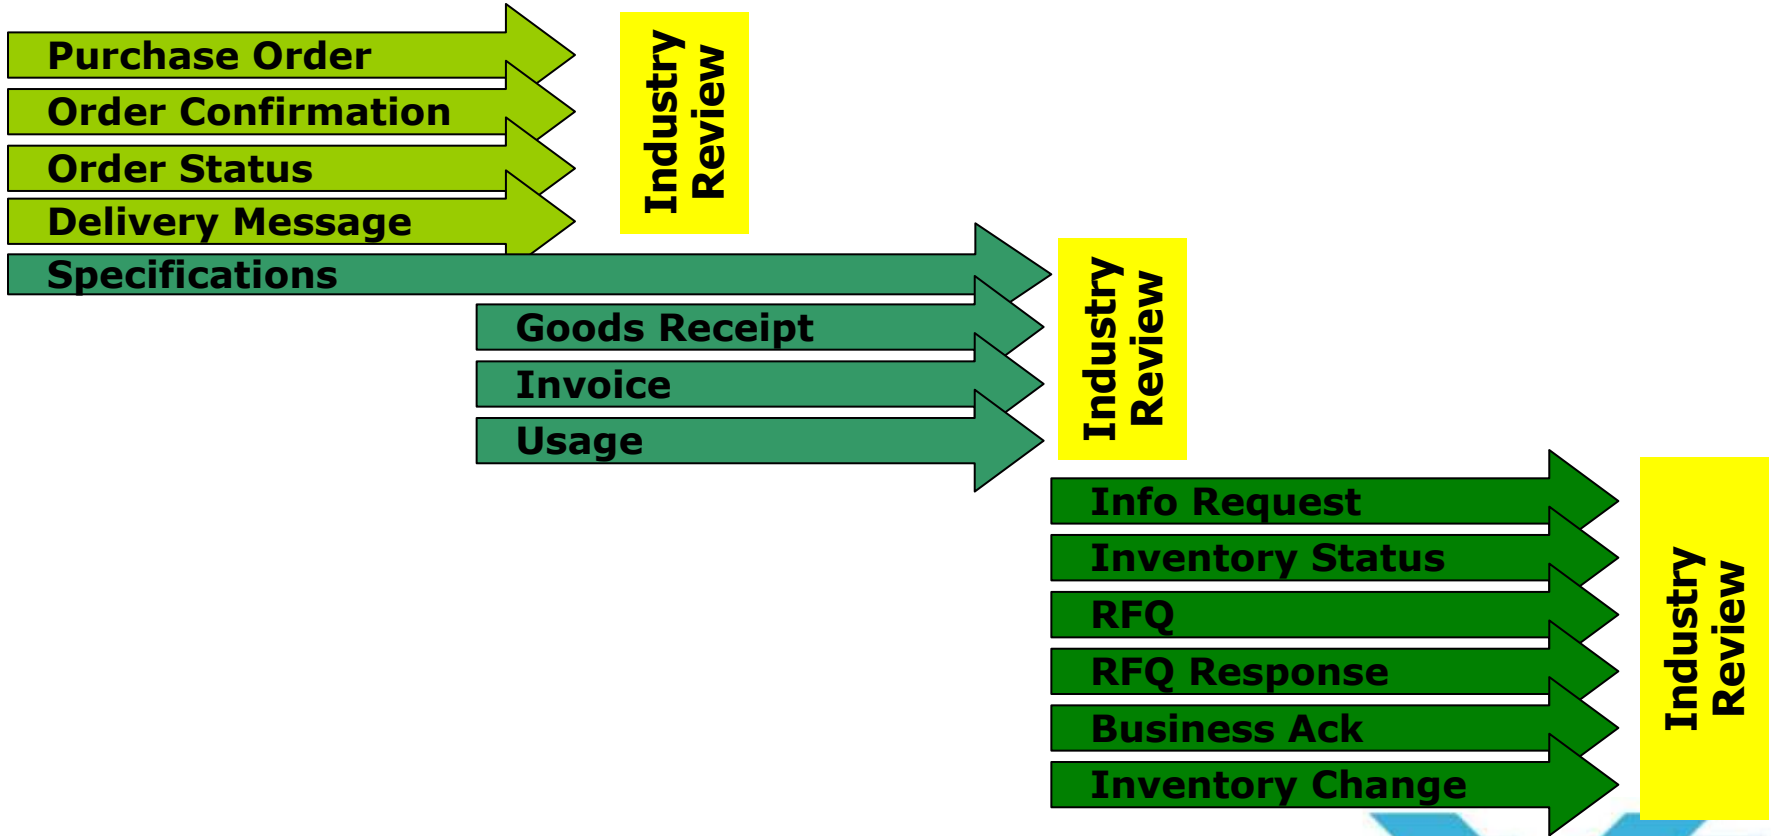 Purchase Order
Order Confirmation
Order Status
Delivery Message
Industry
Review
Specifications
Goods Receipt
Invoice
Usage
Industry
Review
Info Request
Inventory Status
RFQ
RFQ Response
Business Ack
Inventory Change
Industry
Review